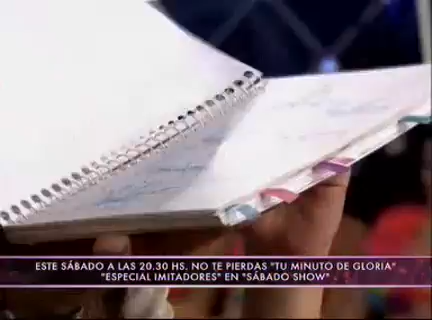 ESTE SÁBADO A LAS 20.30 HS. NO TE PIERDAS "TU MINUTO DE GLORIA"
"ESPECIAL IMITADORES" EN "SÁBADO SHOW"